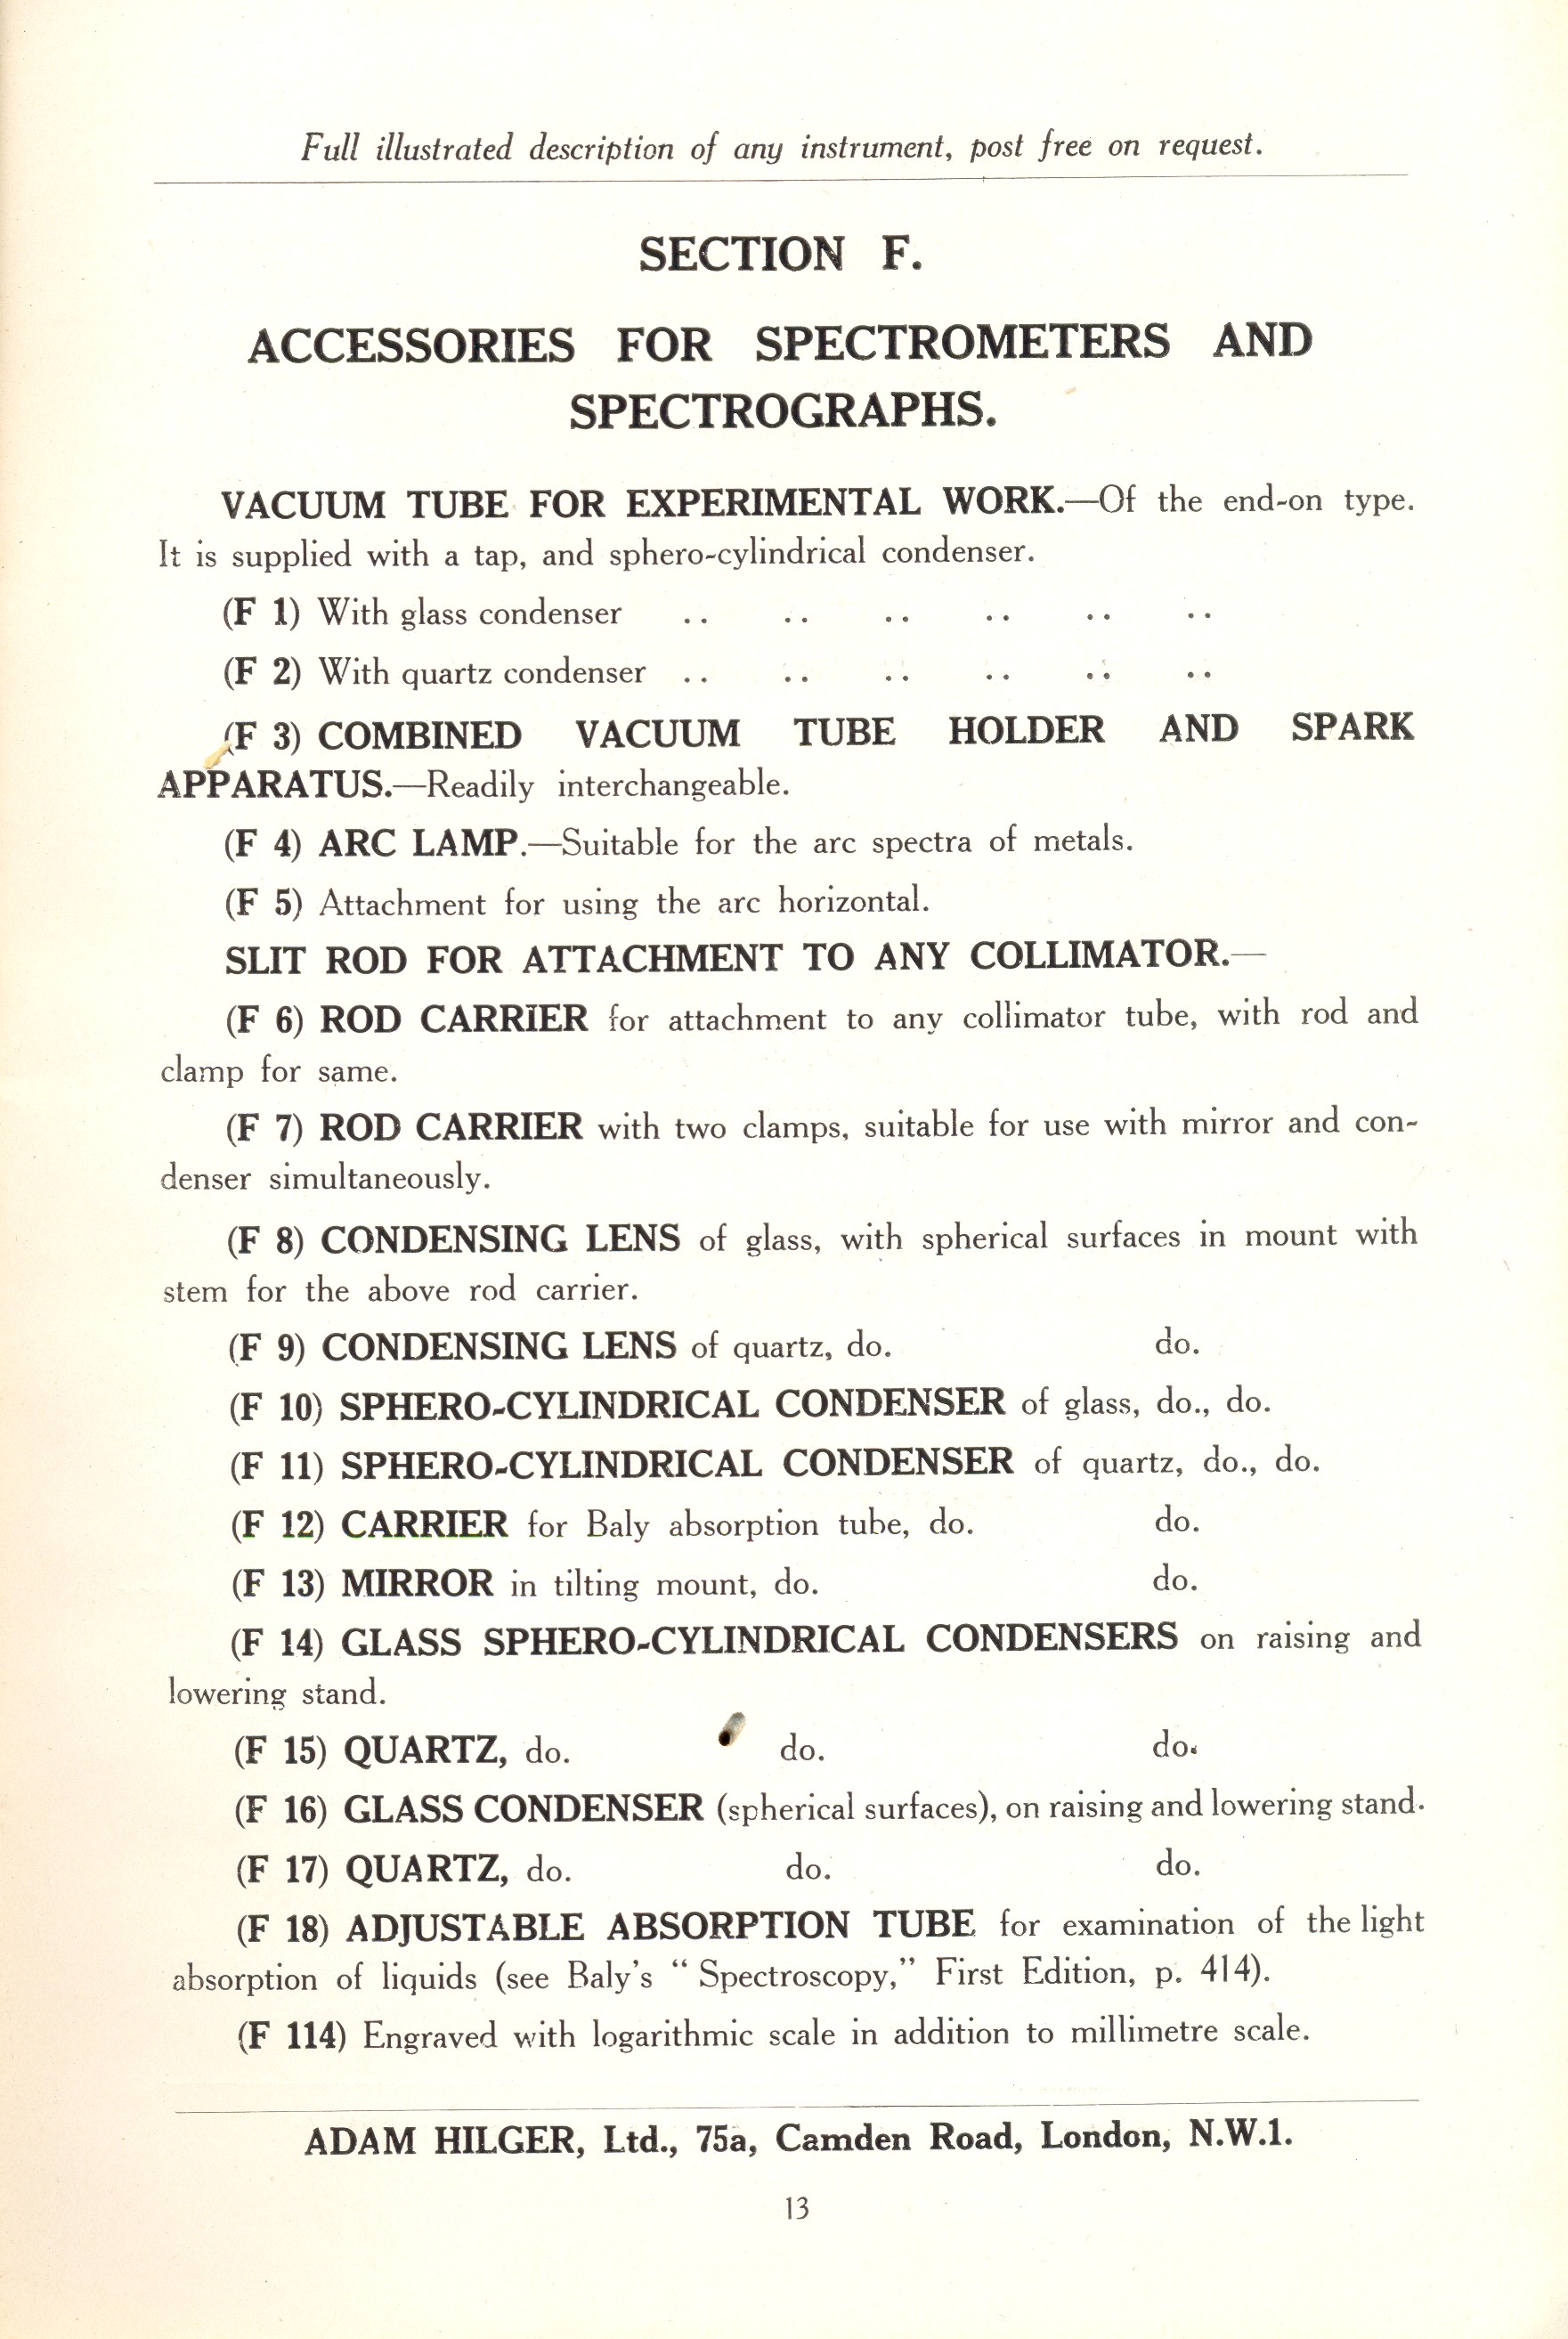 Full illustrated description of any instrument, post free on request.
SECTION F.
ACCESSORIES FOR SPECTROMETERS AND
SPECTROGRAPHS.
VACUUM TUBE FOR EXPERIMENTAL WORK.—Of the end-on type.
It is supplied with a tap, and sphero-cylindrical condenser.
(F 1) With glass condenser .. .. .. .. .. ..
(F 2) With quartz condenser .. .. .. .. .. ..
(F 3) COMBINED VACUUM TUBE HOLDER AND SPARK
APPARATUS.—Readily interchangeable.
(F 4) ARC LAMP.—Suitable for the arc spectra of metals.
(F 5) Attachment for using the arc horizontal.
SLIT ROD FOR ATTACHMENT TO ANY COLLIMATOR.—
(F 6) ROD CARRIER for attachment to any collimator tube, with rod and
clamp for same.
(F 7) ROD CARRIER with two clamps, suitable for use with mirror and con-
denser simultaneously.
(F 8) CONDENSING LENS of glass, with spherical surfaces in mount with
stem for the above rod carrier.
(F 9) CONDENSING LENS of quartz, do. do.
(F 10) SPHERO-CYLINDRICAL CONDENSER of glass, do., do.
(F 11) SPHERO-CYLINDRICAL CONDENSER of quartz, do., do.
(F 12) CARRIER for Baly absorption tube, do. do.
(F 13) MIRROR in tilting mount, do. do.
(F 14) GLASS SPHERO-CYLINDRICAL CONDENSERS on raising and
lowering stand.
(F 15) QUARTZ, do. do. do.
(F 16) GLASS CONDENSER (spherical surfaces), on raising and lowering stand.
(F 17) QUARTZ, do. do. do.
(F 18) ADJUSTABLE ABSORPTION TUBE for examination of the light
absorption of liquids (see Baly's “ Spectroscopy,” First Edition, p. 414).
(F 114) Engraved with logarithmic scale in addition to millimetre scale.
ADAM HILGER, Ltd., 75a, Camden Road, London, N.W.1.
13